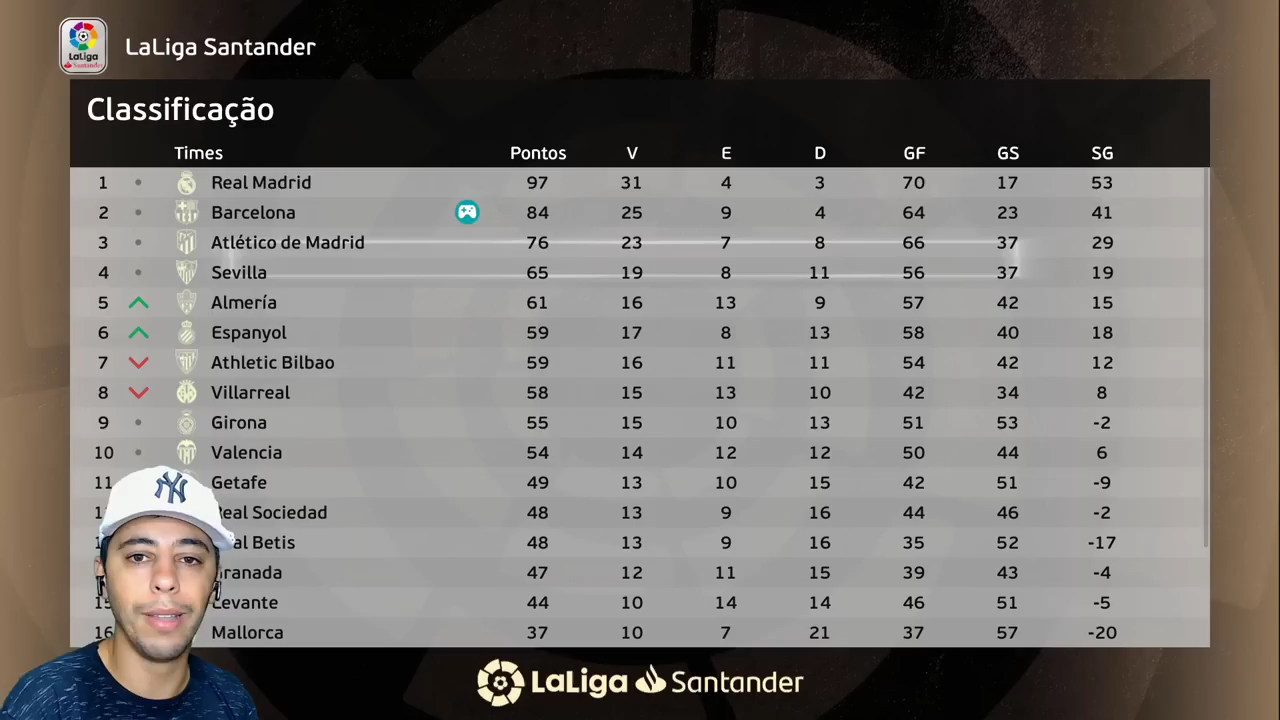 LaLiga Santander
LaLiga
Santander
Classificação
Times Pontos V E D GF GS SG
1 Real Madrid 97 31 4 3 70 17 53
2 Barcelona 84 25 9 4 64 23 41
3 Atlético de Madrid 76 23 7 8 66 37 29
4 Sevilla 65 19 8 11 56 37 19
5 Almería 61 16 13 9 57 42 15
6 Espanyol 59 17 8 13 58 40 18
7 Athletic Bilbao 59 16 11 11 54 42 12
8 Villarreal 58 15 13 10 42 34 8
9 Girona 55 15 10 13 51 53 -2
10 Valencia 54 14 12 12 50 44 6
11 Getafe 49 13 10 15 42 51 -9
Real Sociedad 48 13 9 16 44 46 -2
Betis 48 13 9 16 35 52 -17
Granada 47 12 11 15 39 43 -4
15 Levante 44 10 14 14 46 51 -5
16 Mallorca 37 10 7 21 37 57 -20
NY
LaLiga Santander